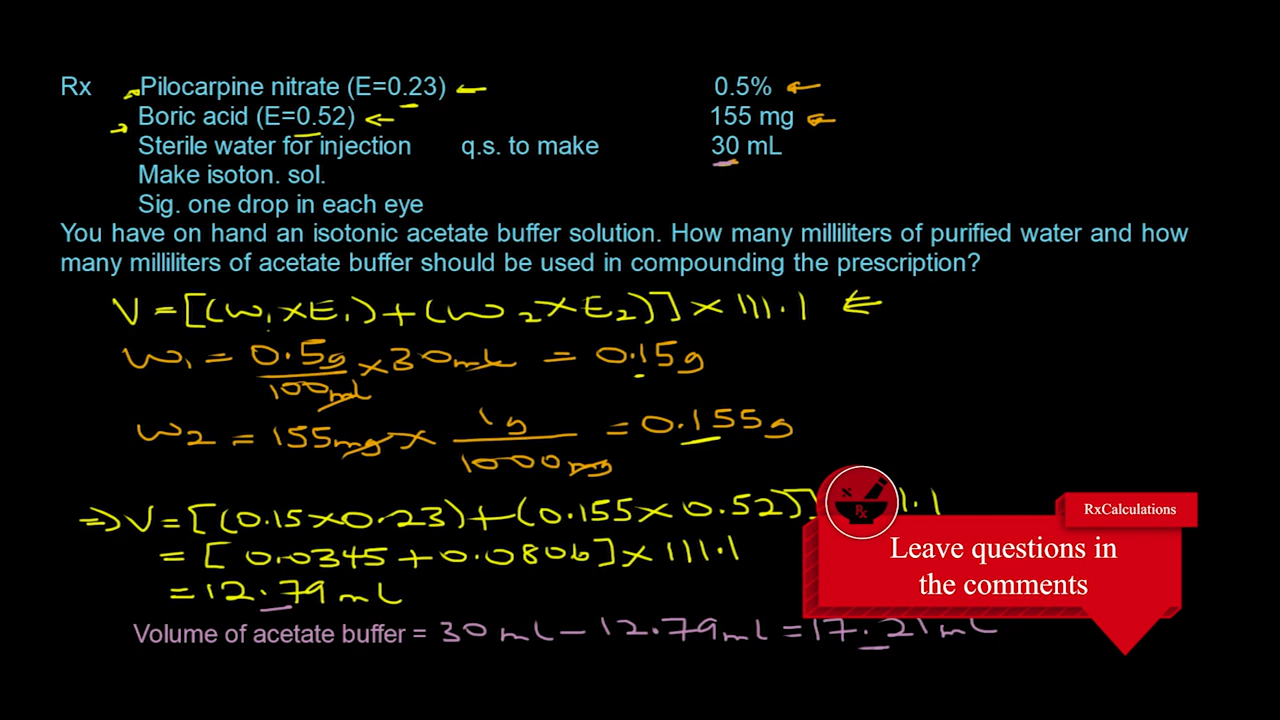 Rx Pilocarpine nitrate (E=0.23) 0.5%
Boric acid (E=0.52) 155 mg
Sterile water for injection q.s. to make 30 mL
Make isoton. sol.
Sig. one drop in each eye
You have on hand an isotonic acetate buffer solution. How many milliliters of purified water and how
many milliliters of acetate buffer should be used in compounding the prescription?
V = [(W₁ X E₁) + (W₂ X E₂)] × 111.1
W₁ = 0.5g / 100mL × 30mL = 0.15g
W2 = 155mg × 1g / 1000mg = 0.155g
=> V = [(0.15 X 0.23) + (0.155 X 0.52)] 1.1
= [0.0345 + 0.0806] × 111.1
= 12.79 mL
Volume of acetate buffer = 30 mL - 12.79 mL = 17.21 mL
Rx
RxCalculations
Leave questions in
the comments